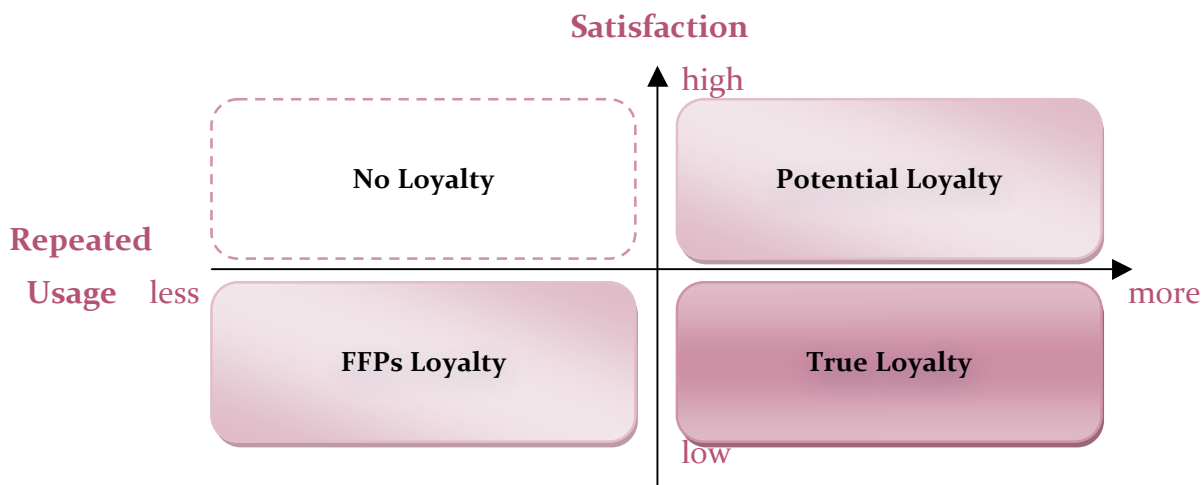 Satisfaction
high
No Loyalty
Potential Loyalty
Repeated
Usage less
more
FFPs Loyalty
True Loyalty
low